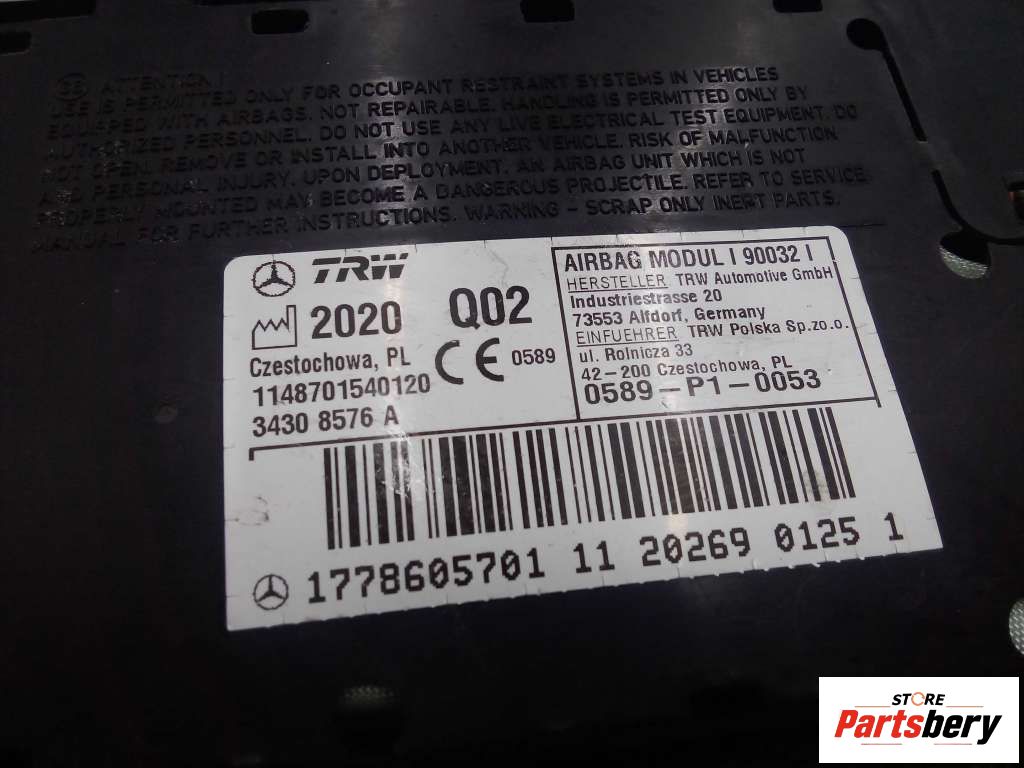 GB ATTENTION!
USE IS PERMITTED ONLY FOR OCCUPANT RESTRAINT SYSTEMS IN VEHICLES
EQUIPPED WITH AIRBAGS. NOT REPAIRABLE. HANDLING IS PERMITTED ONLY BY
AUTHORIZED PERSONNEL. DO NOT USE ANY LIVE ELECTRICAL TEST EQUIPMENT. DO
NOT OPEN, REMOVE OR INSTALL INTO ANOTHER VEHICLE. RISK OF MALFUNCTION
AND PERSONAL INJURY. UPON DEPLOYMENT, AN AIRBAG UNIT WHICH IS NOT
PROPERLY MOUNTED MAY BECOME A DANGEROUS PROJECTILE. REFER TO SERVICE
MANUAL FOR FURTHER INSTRUCTIONS. WARNING - SCRAP ONLY INERT PARTS.
TRW
2020 Q02
Czestochowa, PL
CE 0589
1148701540120
3430 8576 A
AIRBAG MODUL I 90032 I
HERSTELLER TRW Automotive GmbH
Industriestrasse 20
73553 Alfdorf, Germany
EINFUEHRER TRW Polska Sp.zo.o.
ul. Rolnicza 33
42-200 Czestochowa, PL
0589-P1-0053
1778605701 11 20269 0125 1
STORE
Partsbery